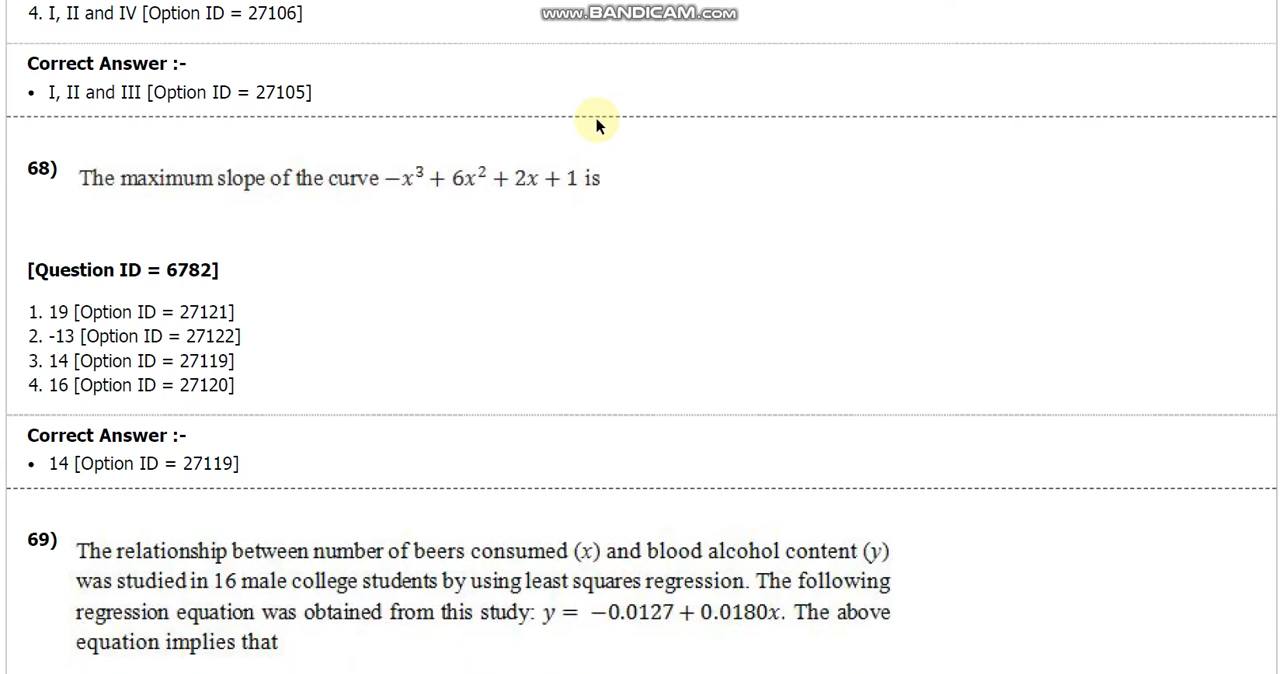 4. I, II and IV [Option ID = 27106]
www.BANDICAM.com
Correct Answer :-
• I, II and III [Option ID = 27105]
68) The maximum slope of the curve −x³ + 6x² + 2x + 1 is
[Question ID = 6782]
1. 19 [Option ID = 27121]
2. -13 [Option ID = 27122]
3. 14 [Option ID = 27119]
4. 16 [Option ID = 27120]
Correct Answer :-
• 14 [Option ID = 27119]
69) The relationship between number of beers consumed (x) and blood alcohol content (y)
was studied in 16 male college students by using least squares regression. The following
regression equation was obtained from this study: y = −0.0127 + 0.0180x. The above
equation implies that